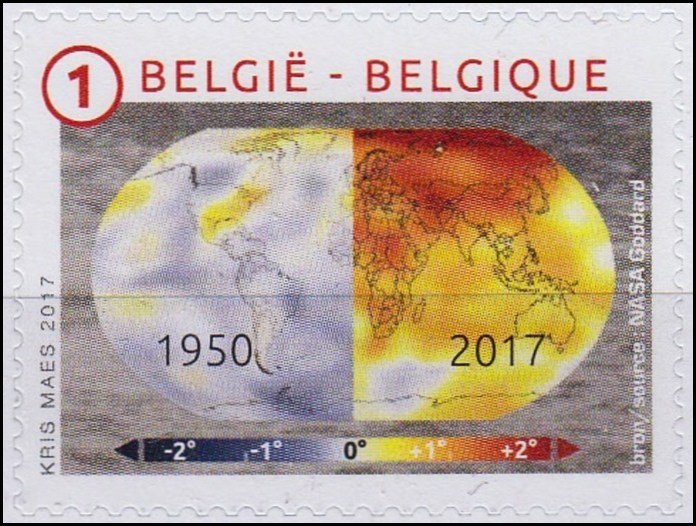 1 BELGIË - BELGIQUE
1950 2017
-2° -1° 0° +1° +2°
KRIS MAES 2017
bron/source: NASA Goddard